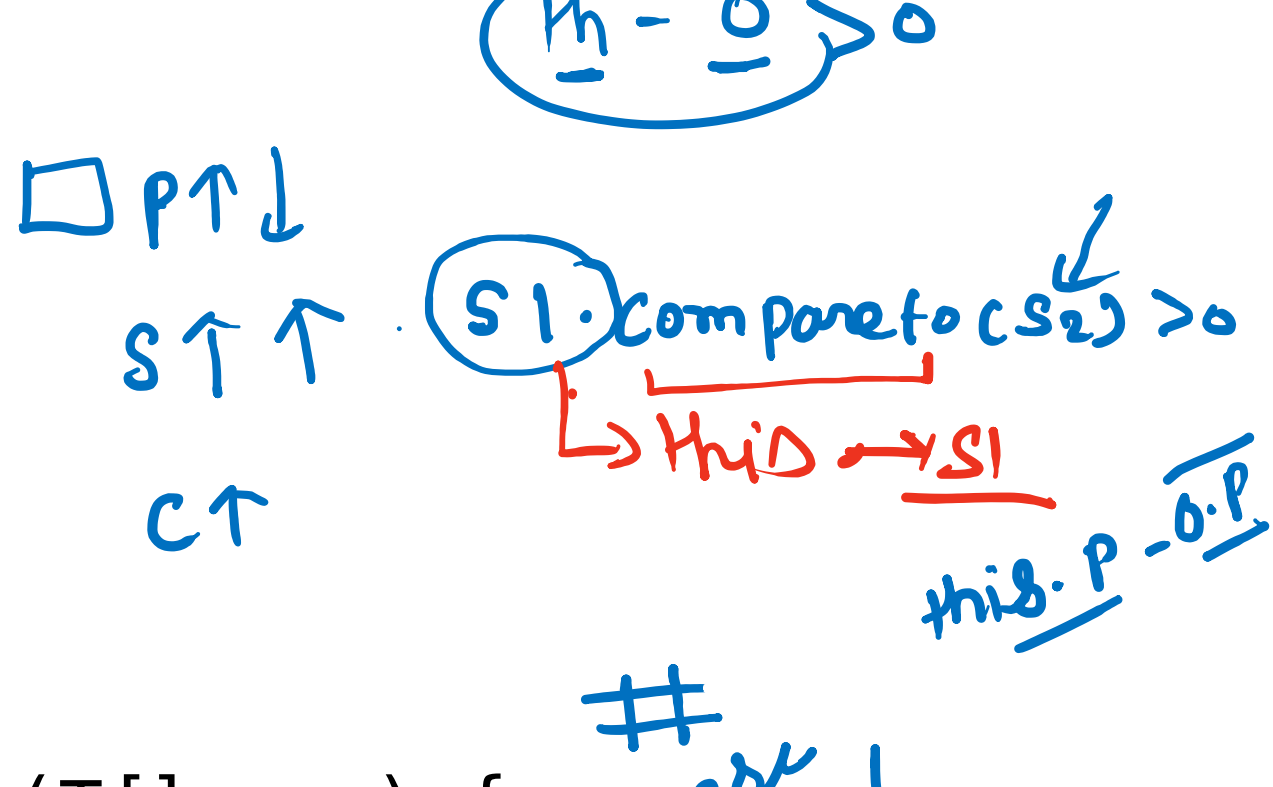 Th - O > 0
P ↑ ↓
S1.Compareto(S2) > 0
S ↑ ↑
→ this → S1
C ↑
this.P - O.P
#
(T[] ) {